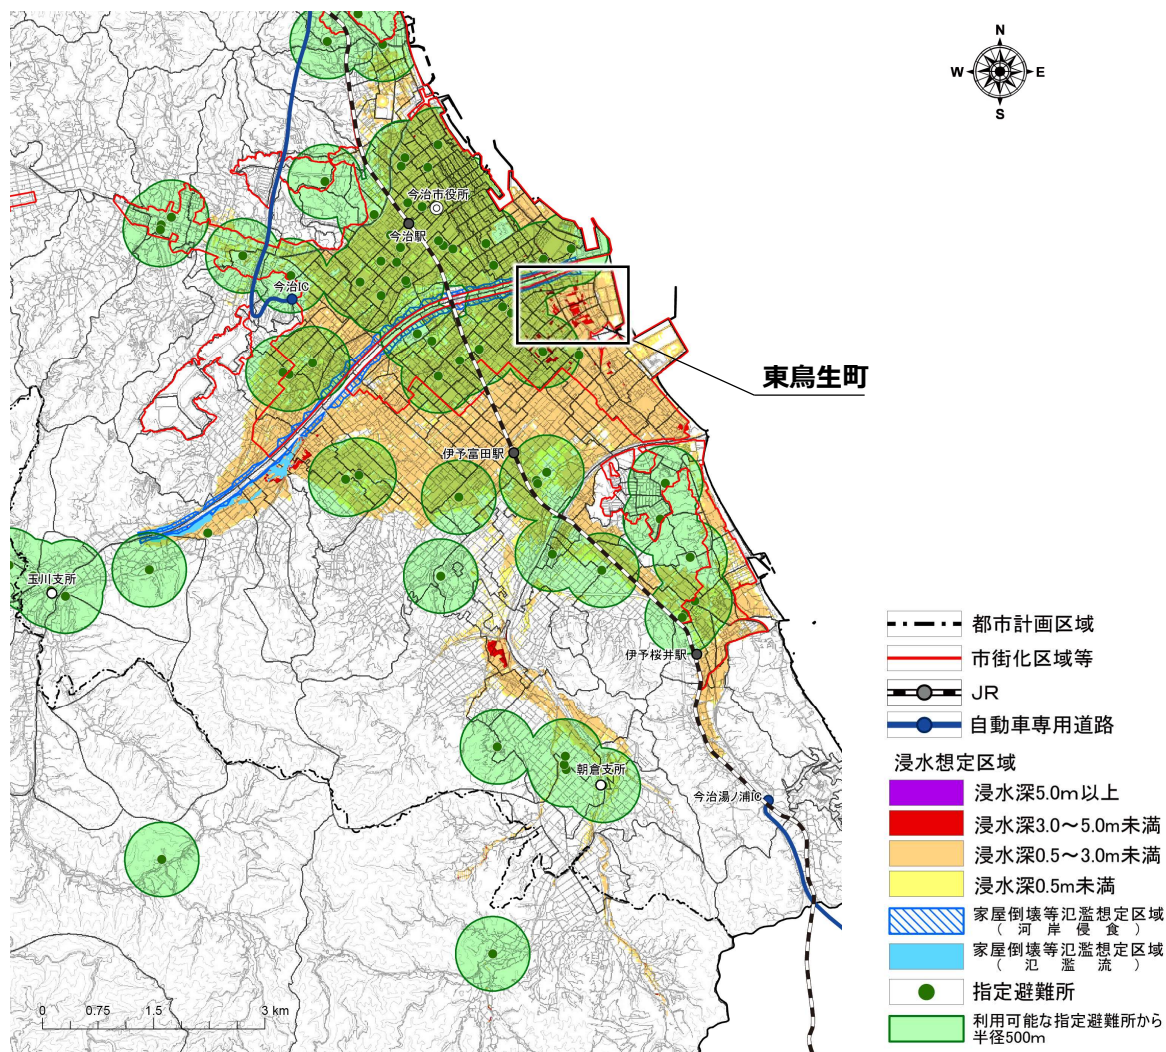 N
W
E
S
今治市役所
今治駅
今治IC
東鳥生町
伊予富田駅
玉川支所
伊予桜井駅
朝倉支所
今治湯ノ浦IC
都市計画区域
市街化区域等
JR
自動車専用道路
浸水想定区域
浸水深5.0m以上
浸水深3.0〜5.0m未満
浸水深0.5〜3.0m未満
浸水深0.5m未満
家屋倒壊等氾濫想定区域
(河岸侵食)
家屋倒壊等氾濫想定区域
(氾濫流)
指定避難所
利用可能な指定避難所から
半径500m
0 0.75 1.5 3 km